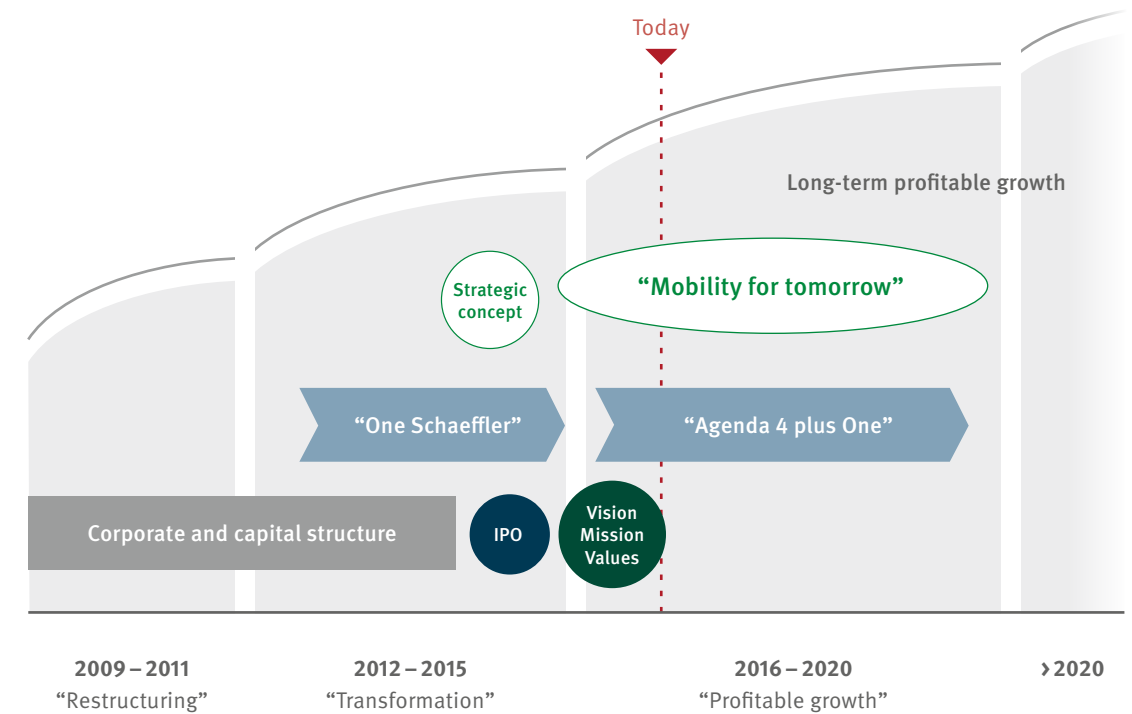 Today
Long-term profitable growth
Strategic
concept
“Mobility for tomorrow”
“One Schaeffler”
“Agenda 4 plus One”
Corporate and capital structure
IPO
Vision
Mission
Values
2009 – 2011
“Restructuring”
2012 – 2015
“Transformation”
2016 – 2020
“Profitable growth”
> 2020